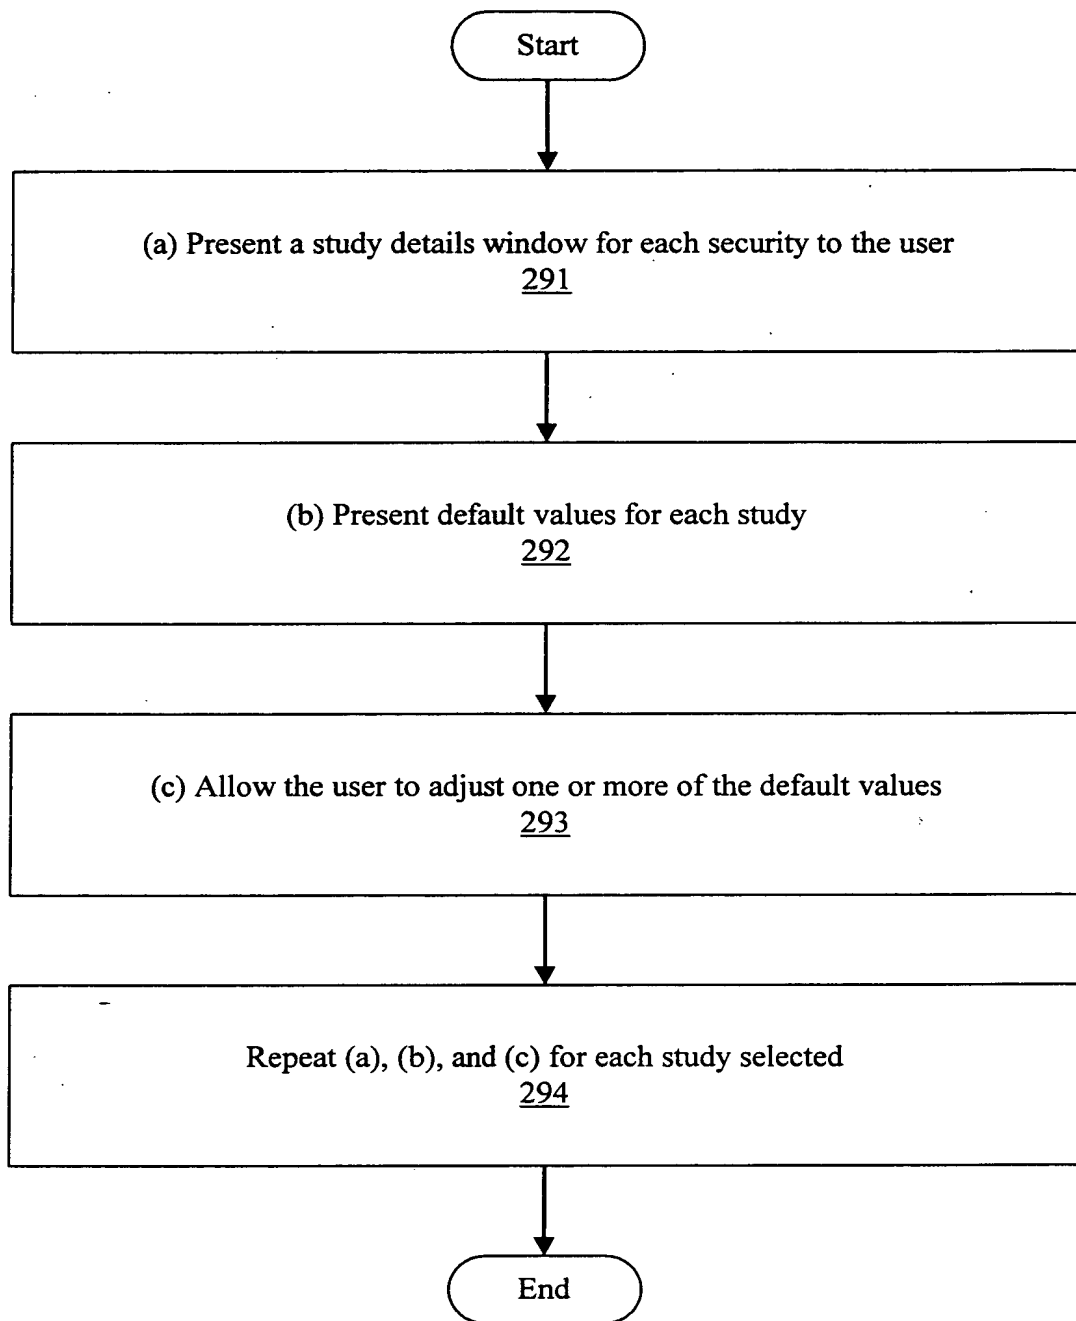 Start
(a) Present a study details window for each security to the user
291
(b) Present default values for each study
292
(c) Allow the user to adjust one or more of the default values
293
Repeat (a), (b), and (c) for each study selected
294
End